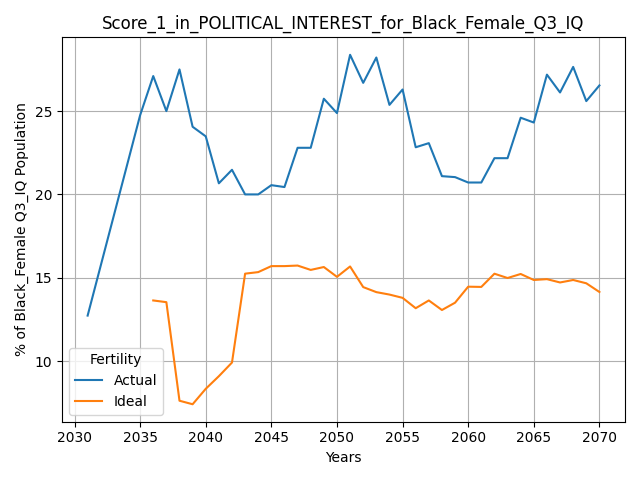 Score_1_in_POLITICAL_INTEREST_for_Black_Female_Q3_IQ
% of Black_Female Q3_IQ Population
25
20
15
10
Fertility
Actual
Ideal
2030 2035 2040 2045 2050 2055 2060 2065 2070
Years